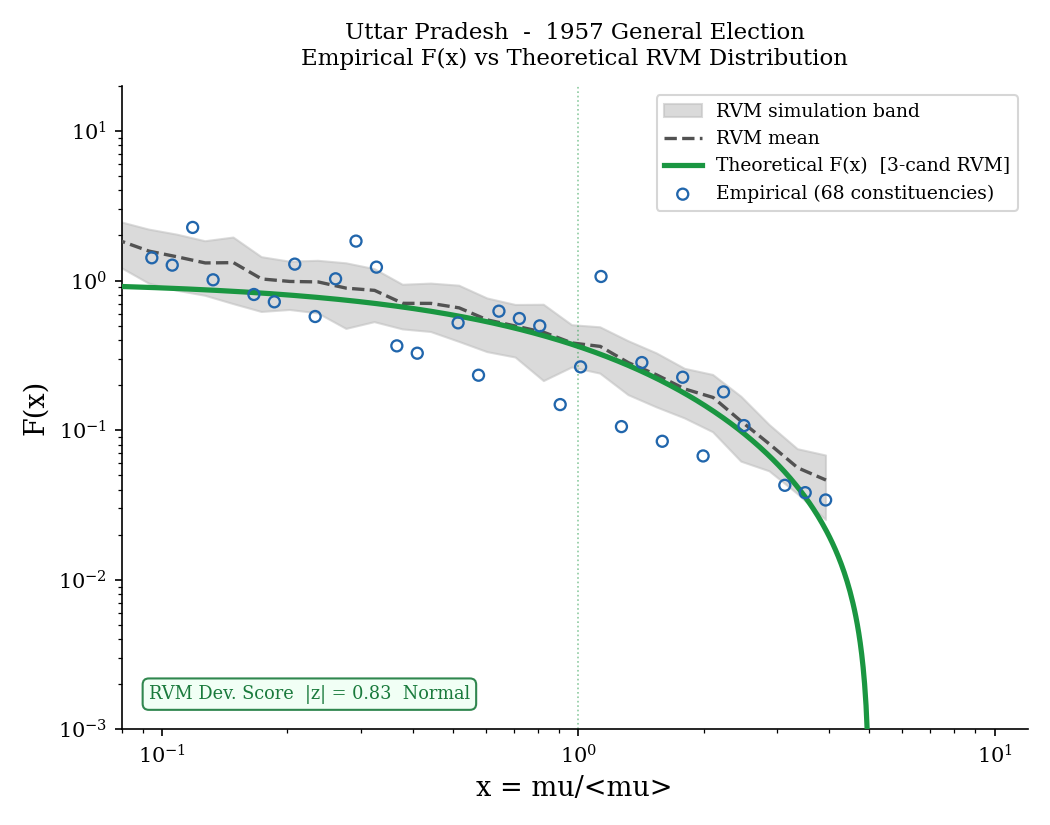 Uttar Pradesh  -  1957 General Election
Empirical F(x) vs Theoretical RVM Distribution
RVM simulation band
RVM mean
Theoretical F(x)  [3-cand RVM]
Empirical (68 constituencies)
F(x)
10^1
10^0
10^-1
10^-2
10^-3
RVM Dev. Score  |z| = 0.83  Normal
10^-1
10^0
10^1
x = mu/<mu>